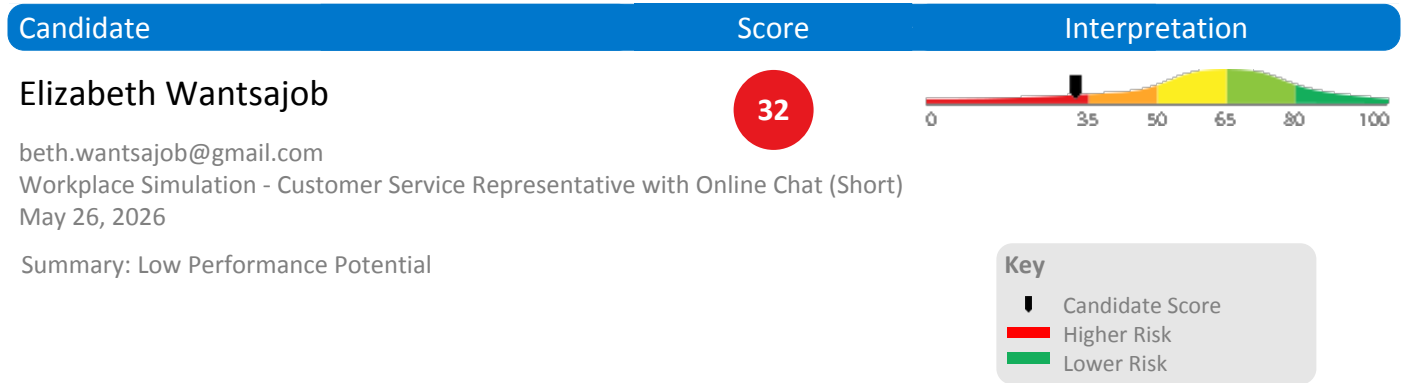 Candidate Score Interpretation
Elizabeth Wantsajob
32
0 35 50 65 80 100
beth.wantsajob@gmail.com
Workplace Simulation - Customer Service Representative with Online Chat (Short)
May 26, 2026
Summary: Low Performance Potential
Key
Candidate Score
Higher Risk
Lower Risk